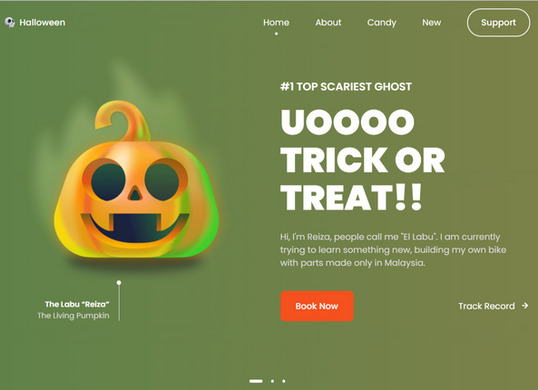 Halloween
Home
About
Candy
New
Support
#1 TOP SCARIEST GHOST
UOOOO
TRICK OR
TREAT!!
Hi, I'm Reiza, people call me "El Labu". I am currently
trying to learn something new, building my own bike
with parts made only in Malaysia.
Book Now
Track Record
The Labu "Reiza"
The Living Pumpkin